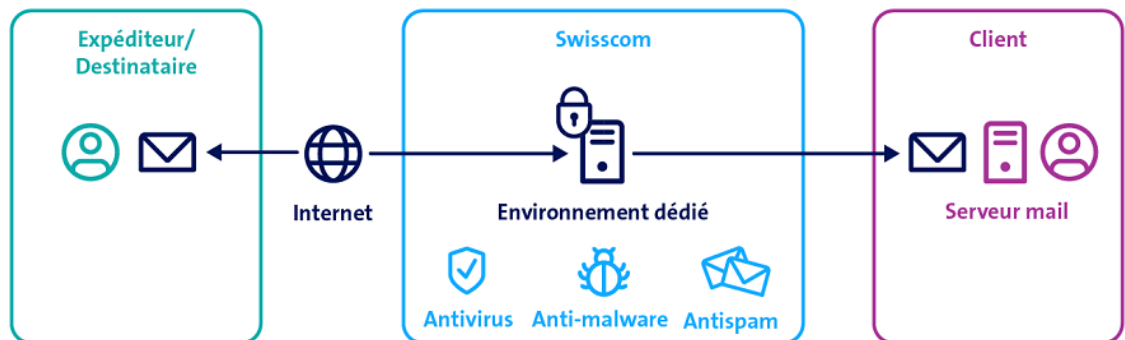 Expéditeur/
Destinataire
Swisscom
Client
Internet
Environnement dédié
Serveur mail
Antivirus
Anti-malware
Antispam